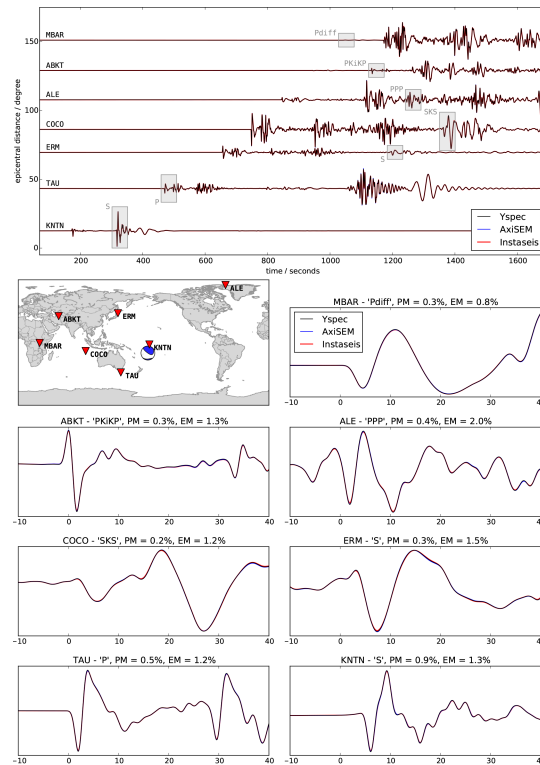 epicentral distance / degree
150
100
50
0
MBAR
ABKT
ALE
COCO
ERM
TAU
KNTN
Pdiff
PKiKP
PPP
SKS
S
P
S
Yspec
AxiSEM
Instaseis
200 400 600 800 1000 1200 1400 1600
time / seconds
ALE
ABKT
ERM
MBAR
COCO
KNTN
TAU
MBAR - 'Pdiff', PM = 0.3%, EM = 0.8%
Yspec
AxiSEM
Instaseis
-10 0 10 20 30 40
ABKT - 'PKiKP', PM = 0.3%, EM = 1.3%
-10 0 10 20 30 40
ALE - 'PPP', PM = 0.4%, EM = 2.0%
-10 0 10 20 30 40
COCO - 'SKS', PM = 0.2%, EM = 1.2%
-10 0 10 20 30 40
ERM - 'S', PM = 0.3%, EM = 1.5%
-10 0 10 20 30 40
TAU - 'P', PM = 0.5%, EM = 1.2%
-10 0 10 20 30 40
KNTN - 'S', PM = 0.9%, EM = 1.3%
-10 0 10 20 30 40